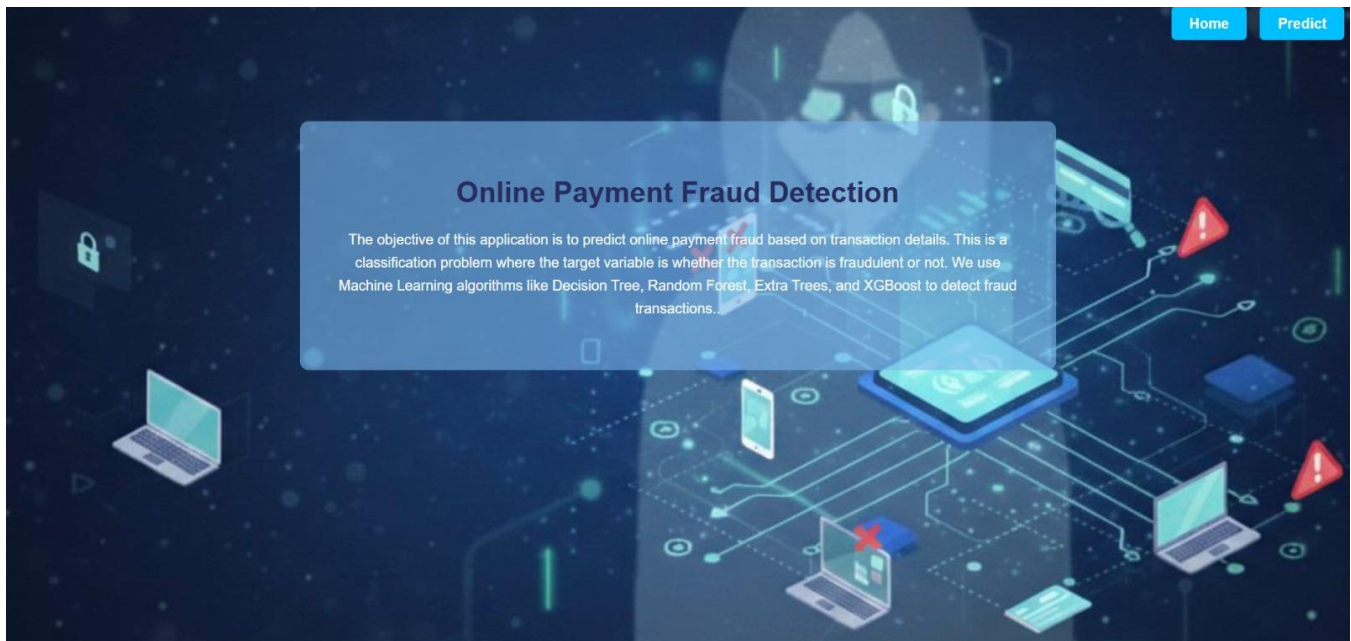 Home Predict
Online Payment Fraud Detection
The objective of this application is to predict online payment fraud based on transaction details. This is a
classification problem where the target variable is whether the transaction is fraudulent or not. We use
Machine Learning algorithms like Decision Tree, Random Forest, Extra Trees, and XGBoost to detect fraud
transactions..